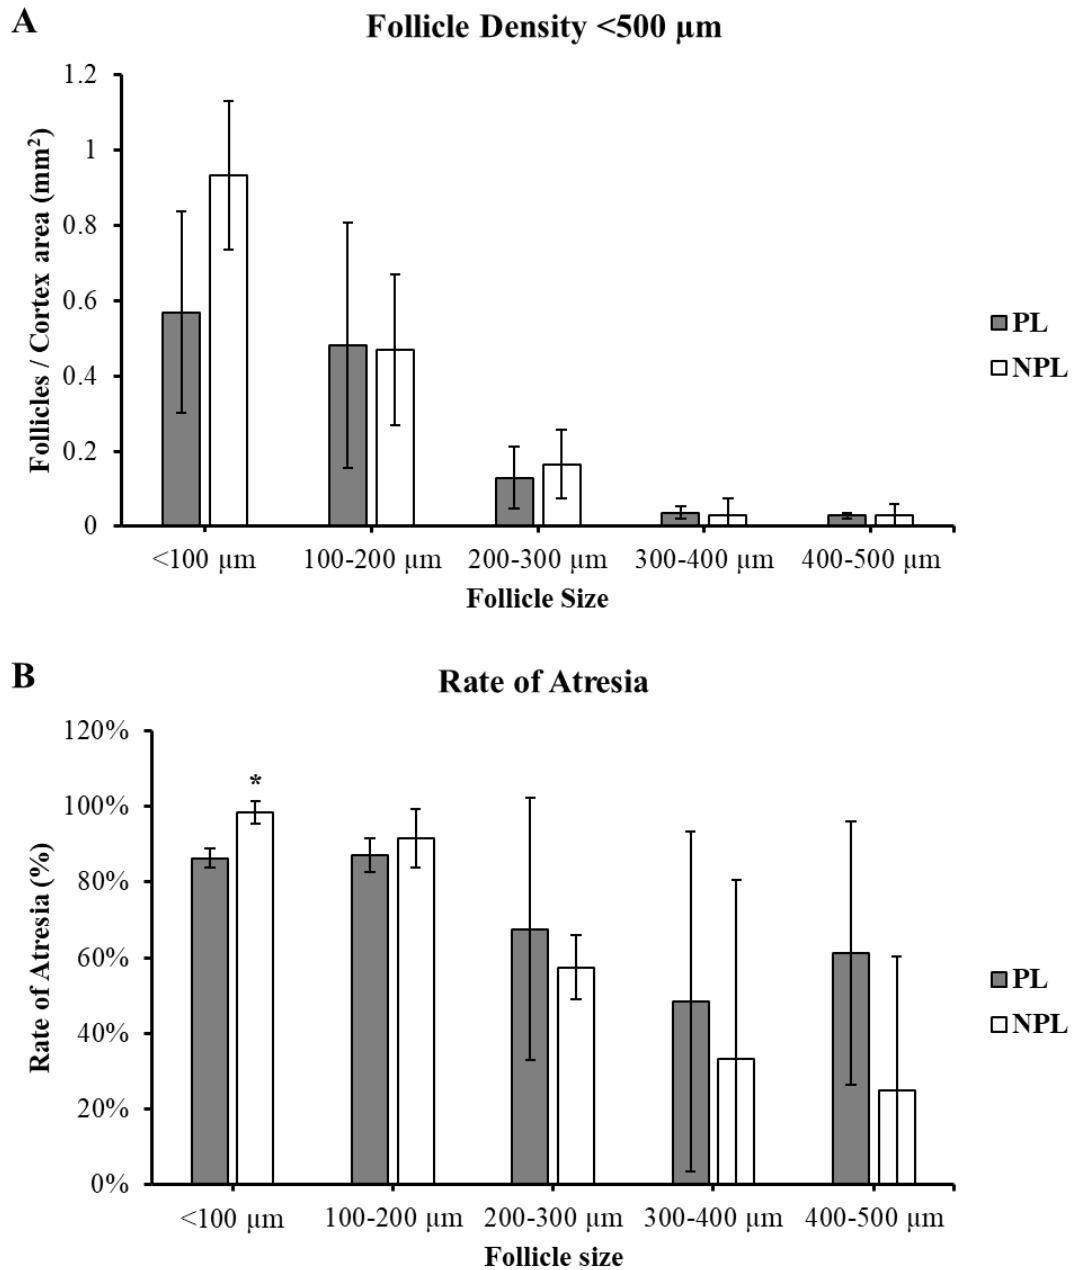 A
Follicle Density <500 µm
Follicles / Cortex area (mm²)
1.2
1
0.8
0.6
0.4
0.2
0
<100 µm 100-200 µm 200-300 µm 300-400 µm 400-500 µm
Follicle Size
PL
NPL
B
Rate of Atresia
Rate of Atresia (%)
120%
100%
80%
60%
40%
20%
0%
*
<100 µm 100-200 µm 200-300 µm 300-400 µm 400-500 µm
Follicle size
PL
NPL